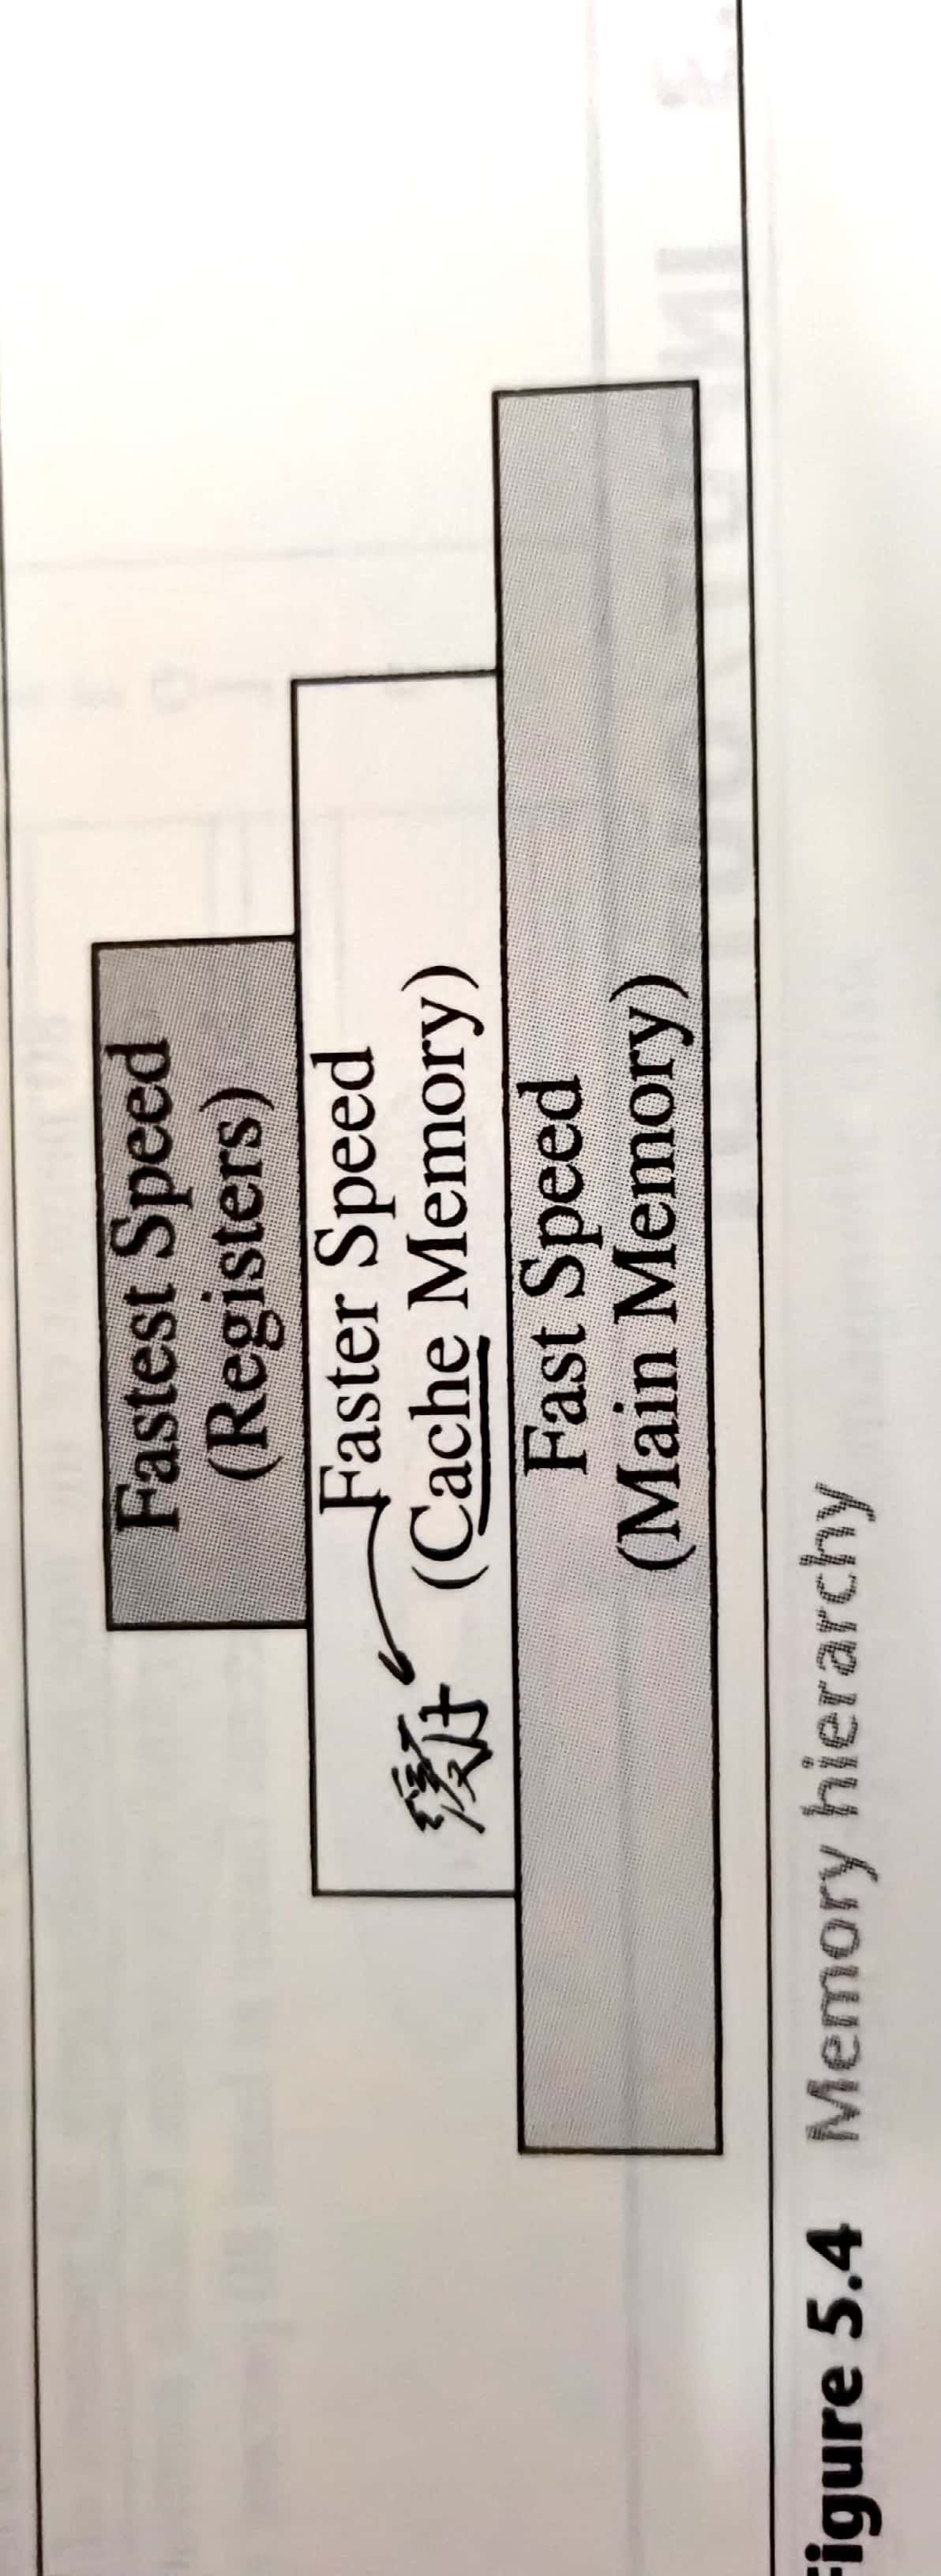 Fastest Speed
(Registers)
Faster Speed
缓存 (Cache Memory)
Fast Speed
(Main Memory)
Figure 5.4 Memory hierarchy